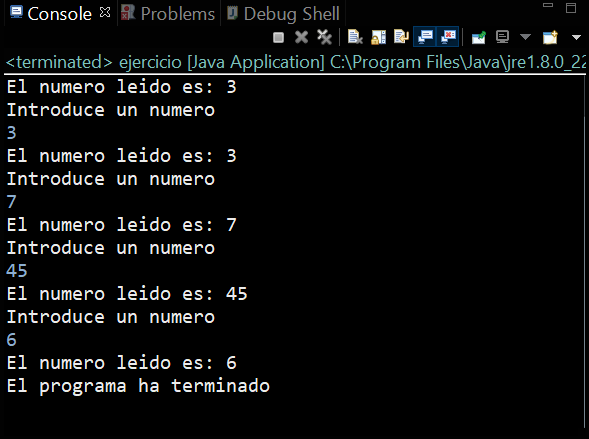 Console Problems Debug Shell
<terminated> ejercicio [Java Application] C:\Program Files\Java\jre1.8.0_22
El numero leido es: 3
Introduce un numero
3
El numero leido es: 3
Introduce un numero
7
El numero leido es: 7
Introduce un numero
45
El numero leido es: 45
Introduce un numero
6
El numero leido es: 6
El programa ha terminado